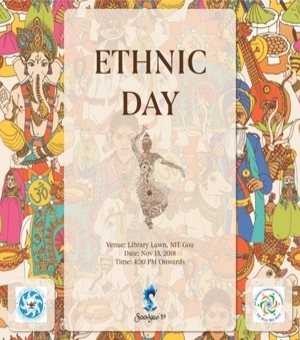 ETHNIC
DAY
Venue: Library Lawn, NIT Goa
Date: Nov 13, 2018
Time: 4:30 PM Onwards